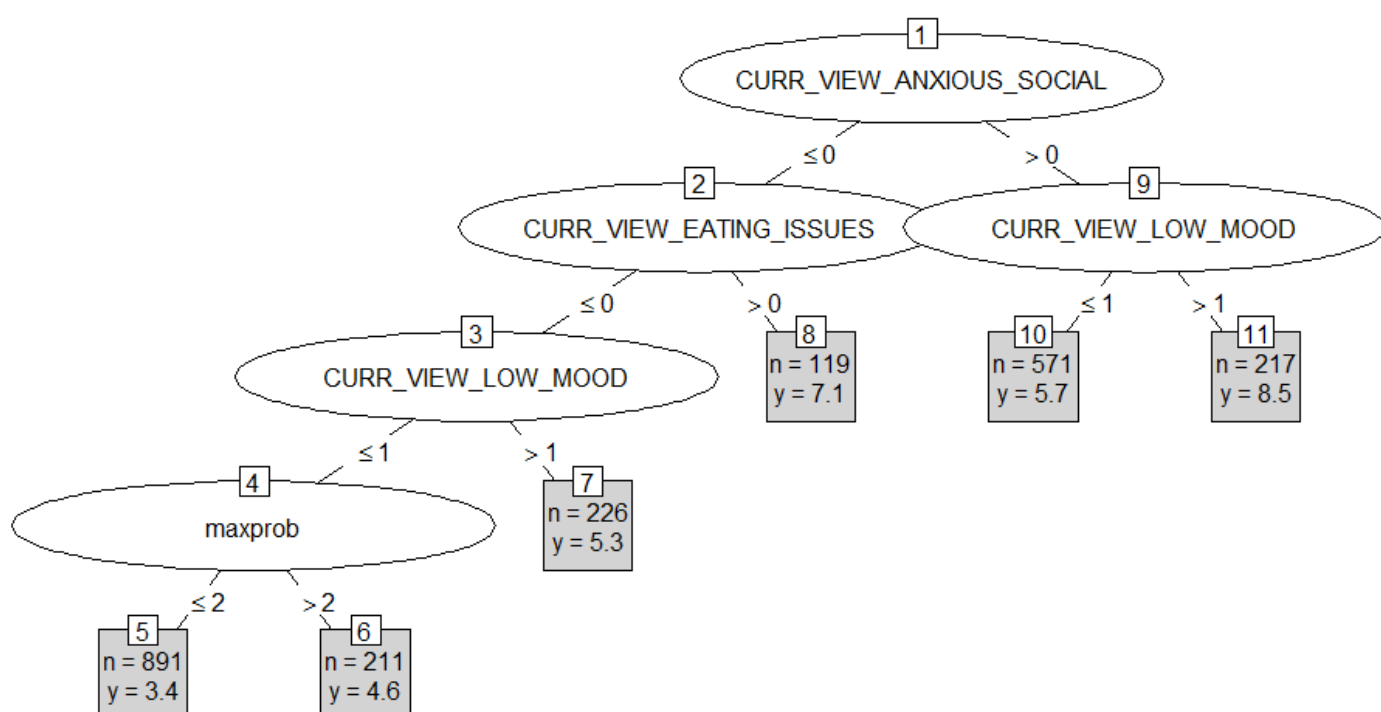 1
CURR_VIEW_ANXIOUS_SOCIAL
≤ 0
> 0
2
CURR_VIEW_EATING_ISSUES
9
CURR_VIEW_LOW_MOOD
≤ 0
> 0
≤ 1
> 1
3
CURR_VIEW_LOW_MOOD
8
n = 119
y = 7.1
10
n = 571
y = 5.7
11
n = 217
y = 8.5
≤ 1
> 1
4
maxprob
7
n = 226
y = 5.3
≤ 2
> 2
5
n = 891
y = 3.4
6
n = 211
y = 4.6